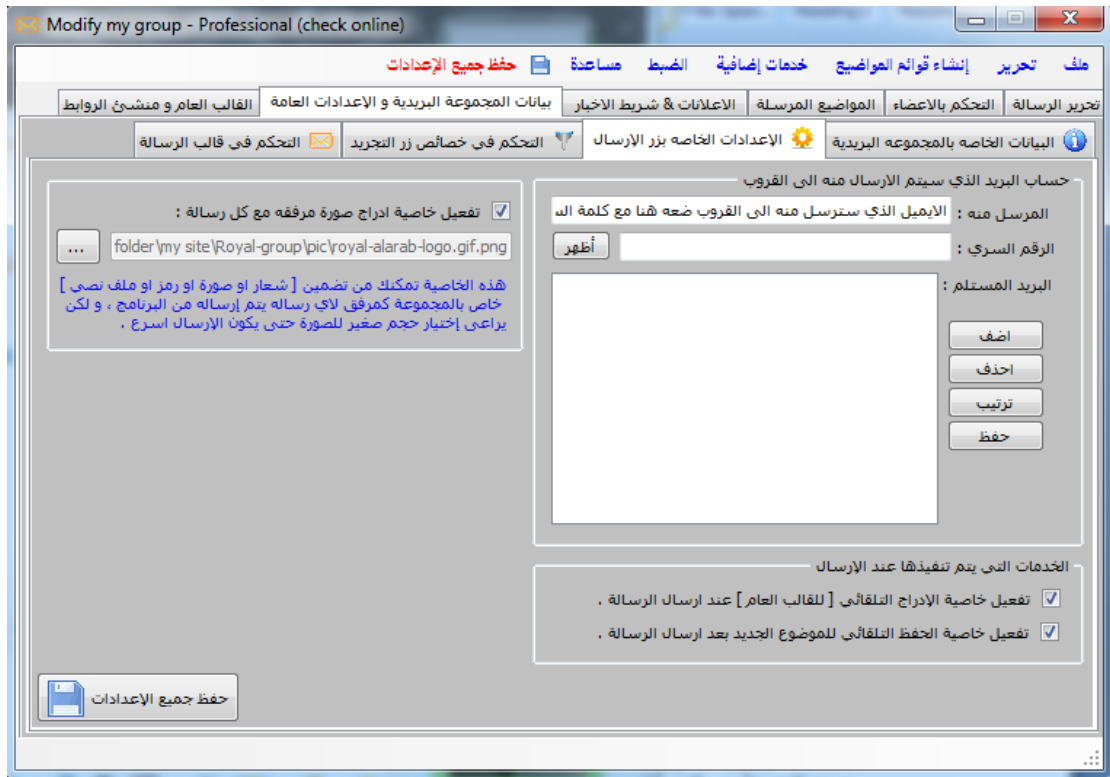 Modify my group - Professional (check online)
ملف تحرير إنشاء قوائم المواضيع خدمات إضافية الضبط مساعدة حفظ جميع الإعدادات
تحرير الرسالة التحكم بالاعضاء المواضيع المرسلة الاعلانات & شريط الاخبار بيانات المجموعة البريدية و الإعدادات العامة القالب العام و منشئ الروابط
البيانات الخاصه بالمجموعه البريدية الإعدادات الخاصه بزر الإرسال التحكم في خصائص زر التجريد التحكم في قالب الرسالة
حساب البريد الذي سيتم الارسال منه الى القروب
المرسل منه : الايميل الذي سترسل منه الى القروب ضعه هنا مع كلمة
الرقم السري : أظهر
البريد المستلم :
اضف
احذف
ترتيب
حفظ
الخدمات التي يتم تنفيذها عند الإرسال
تفعيل خاصية الإدراج التلقائي [ للقالب العام ] عند ارسال الرسالة .
تفعيل خاصية الحفظ التلقائي للموضوع الجديد بعد ارسال الرسالة .
تفعيل خاصية ادراج صورة مرفقه مع كل رسالة :
folder\my site\Royal-group\pic\royal-alarab-logo.gif.png ...
هذه الخاصية تمكنك من تضمين [ شعار او صورة او رمز او ملف نصي ]
خاص بالمجموعة كمرفق لاي رساله يتم إرساله من البرنامج ، و لكن
يراعى إختيار حجم صغير للصورة حتى يكون الإرسال اسرع .
حفظ جميع الإعدادات